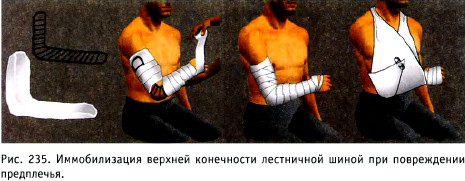 Рис. 235. Иммобилизация верхней конечности лестничной шиной при повреждении
предплечья.